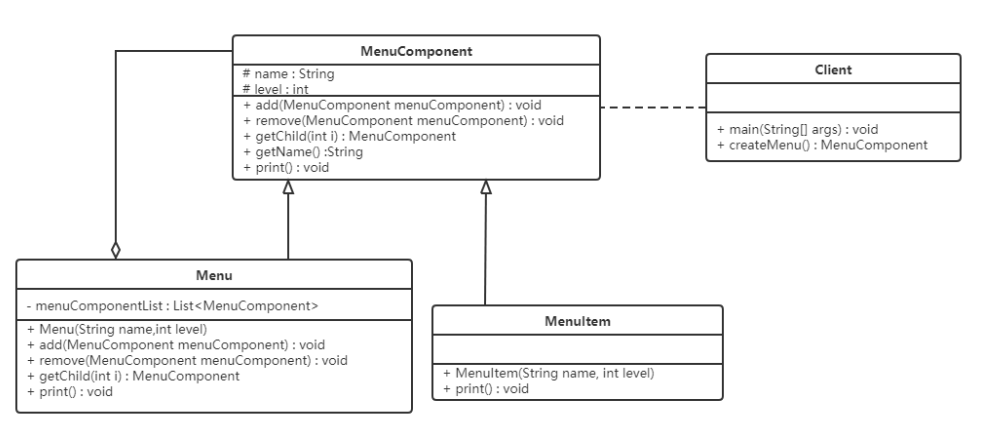 MenuComponent
# name : String
# level : int
+ add(MenuComponent menuComponent) : void
+ remove(MenuComponent menuComponent) : void
+ getChild(int i) : MenuComponent
+ getName() :String
+ print() : void
Client
+ main(String[] args) : void
+ createMenu() : MenuComponent
Menu
- menuComponentList : List<MenuComponent>
+ Menu(String name,int level)
+ add(MenuComponent menuComponent) : void
+ remove(MenuComponent menuComponent) : void
+ getChild(int i) : MenuComponent
+ print() : void
MenuItem
+ MenuItem(String name, int level)
+ print() : void